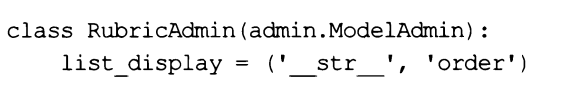 class RubricAdmin(admin.ModelAdmin):
    list_display = ('__str__', 'order')